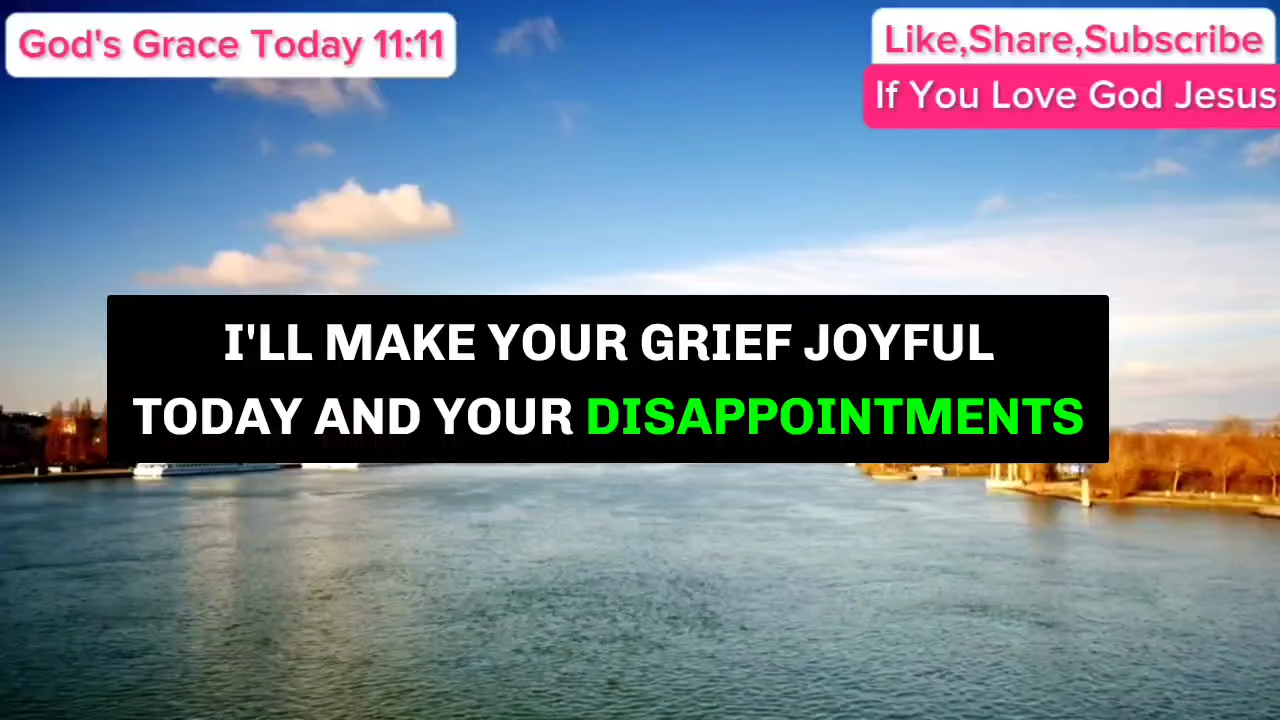 God's Grace Today 11:11
Like,Share,Subscribe
If You Love God Jesus
I'LL MAKE YOUR GRIEF JOYFUL
TODAY AND YOUR DISAPPOINTMENTS